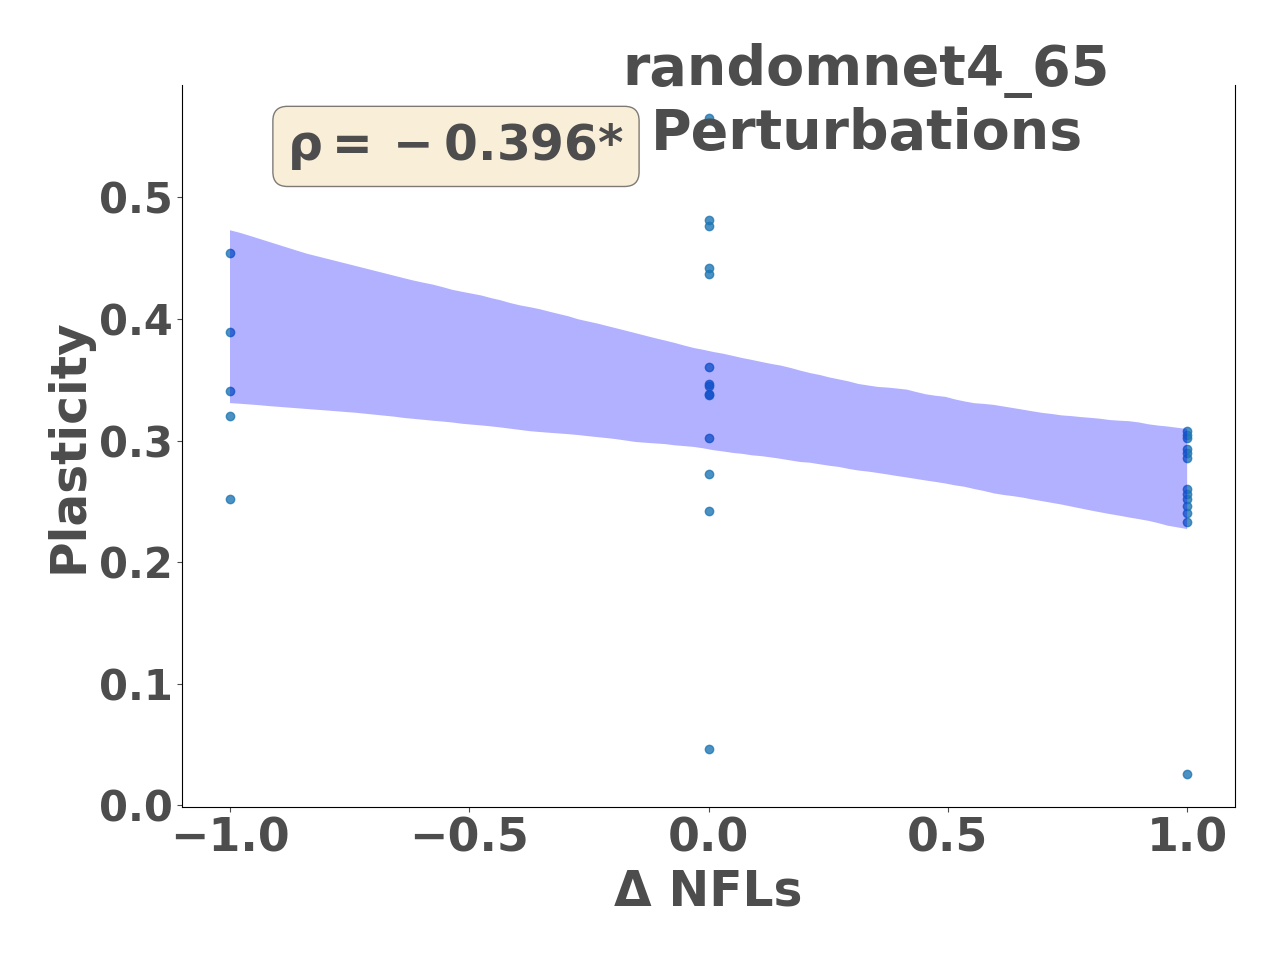 randomnet4_65
Perturbations
ρ = − 0.396*
Plasticity
0.5
0.4
0.3
0.2
0.1
0.0
−1.0 −0.5 0.0 0.5 1.0
Δ NFLs